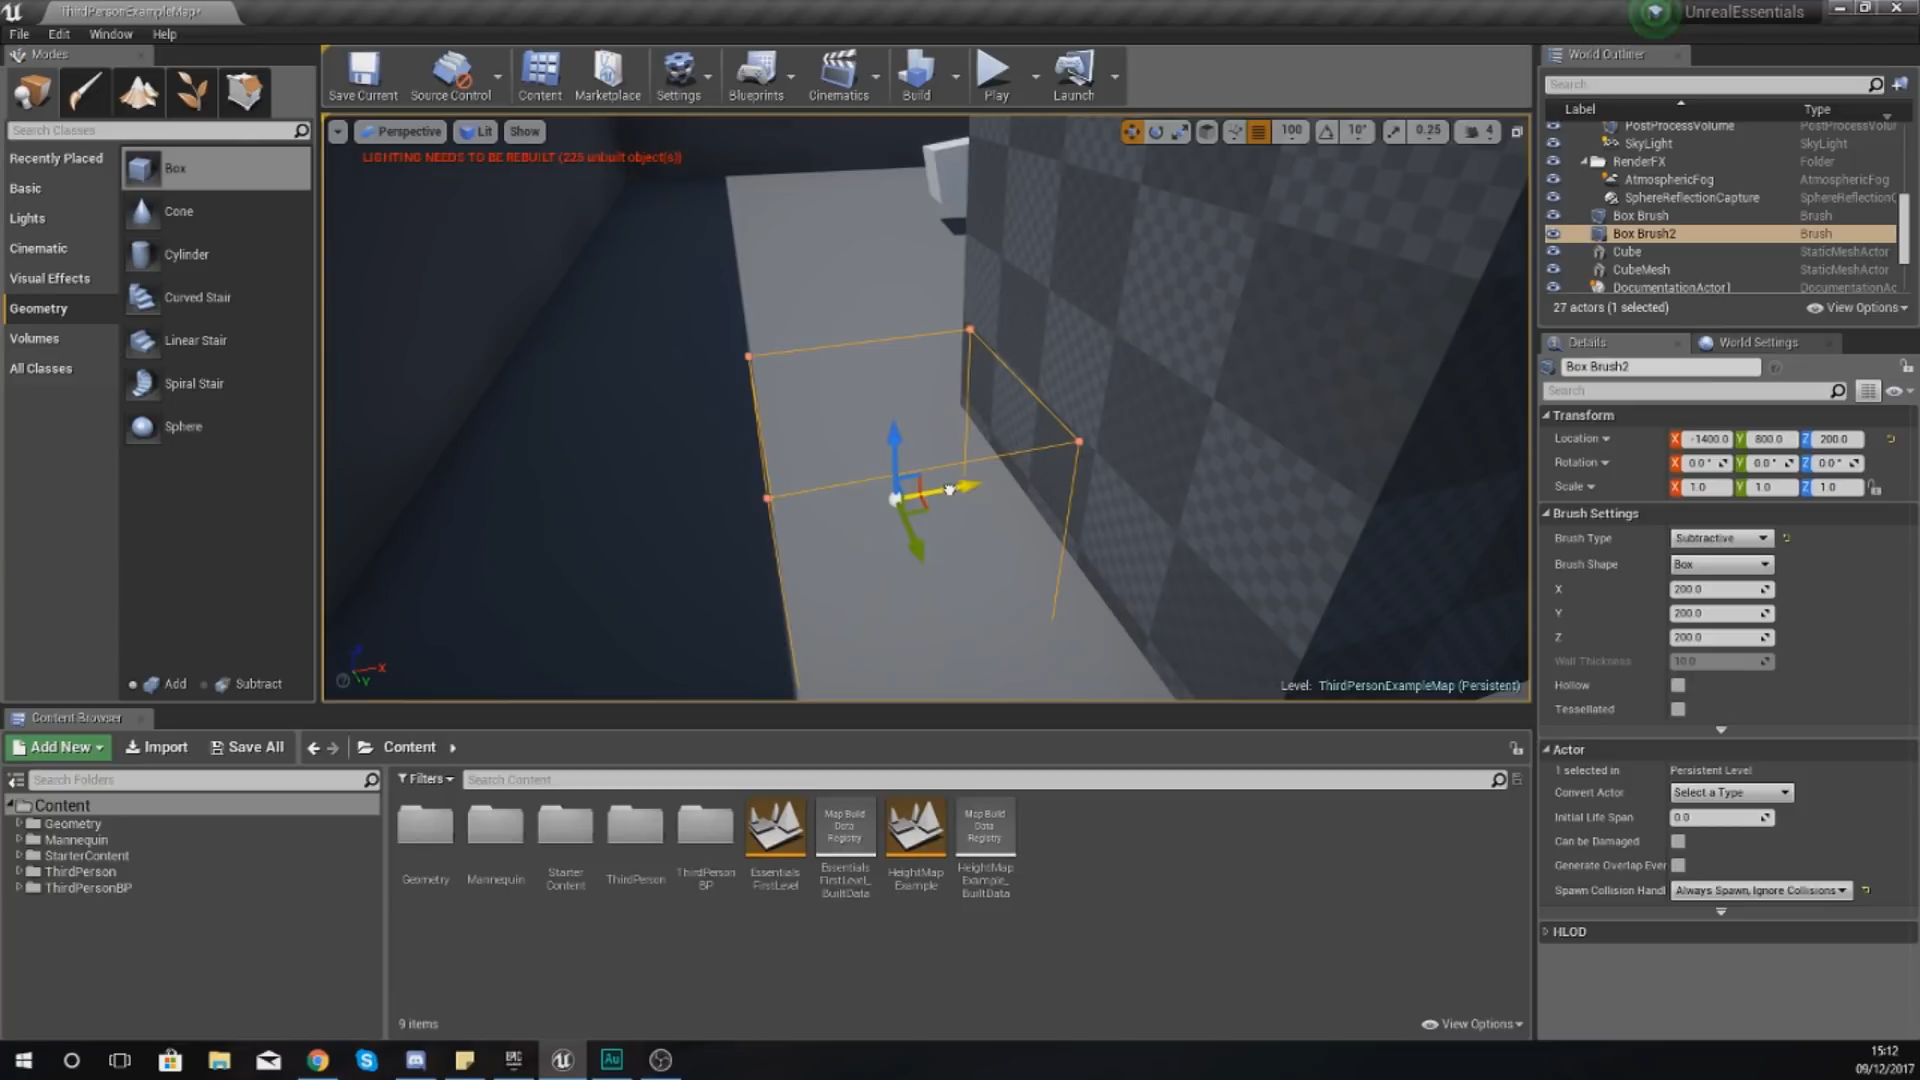 ThirdPersonExampleMap*
UnrealEssentials
File Edit Window Help
Modes
Search Classes
Recently Placed
Basic
Lights
Cinematic
Visual Effects
Geometry
Volumes
All Classes
Box
Cone
Cylinder
Curved Stair
Linear Stair
Spiral Stair
Sphere
Add Subtract
Save Current Source Control Content Marketplace Settings Blueprints Cinematics Build Play Launch
Perspective Lit Show 100 10° 0.25 4
LIGHTING NEEDS TO BE REBUILT (225 unbuilt object(s))
X
Y
Level: ThirdPersonExampleMap (Persistent)
World Outliner
Search
Label Type
PostProcessVolume PostProcessVolur
SkyLight SkyLight
RenderFX Folder
AtmosphericFog AtmosphericFog
SphereReflectionCapture SphereReflection
Box Brush Brush
Box Brush2 Brush
Cube StaticMeshActor
CubeMesh StaticMeshActor
DocumentationActor1 DocumentationAc
27 actors (1 selected) View Options
Details World Settings
Box Brush2
Search
Transform
Location X -1400.0 Y 800.0 Z 200.0
Rotation X 0.0° Y 0.0° Z 0.0°
Scale X 1.0 Y 1.0 Z 1.0
Brush Settings
Brush Type Subtractive
Brush Shape Box
X 200.0
Y 200.0
Z 200.0
Wall Thickness 10.0
Hollow
Tessellated
Actor
1 selected in Persistent Level
Convert Actor Select a Type
Initial Life Span 0.0
Can be Damaged
Generate Overlap Ever
Spawn Collision Handl Always Spawn, Ignore Collisions
HLOD
Content Browser
Add New Import Save All Content
Search Folders
Filters Search Content
Content
Geometry
Mannequin
StarterContent
ThirdPerson
ThirdPersonBP
Geometry
Mannequin
Starter
Content
ThirdPerson
ThirdPerson
BP
Essentials
FirstLevel
Map Build
Data
Registry
Essentials
FirstLevel_
BuiltData
HeightMap
Example
Map Build
Data
Registry
HeightMap
Example_
BuiltData
9 items View Options
EPIC
Au
15:12
09/12/2017